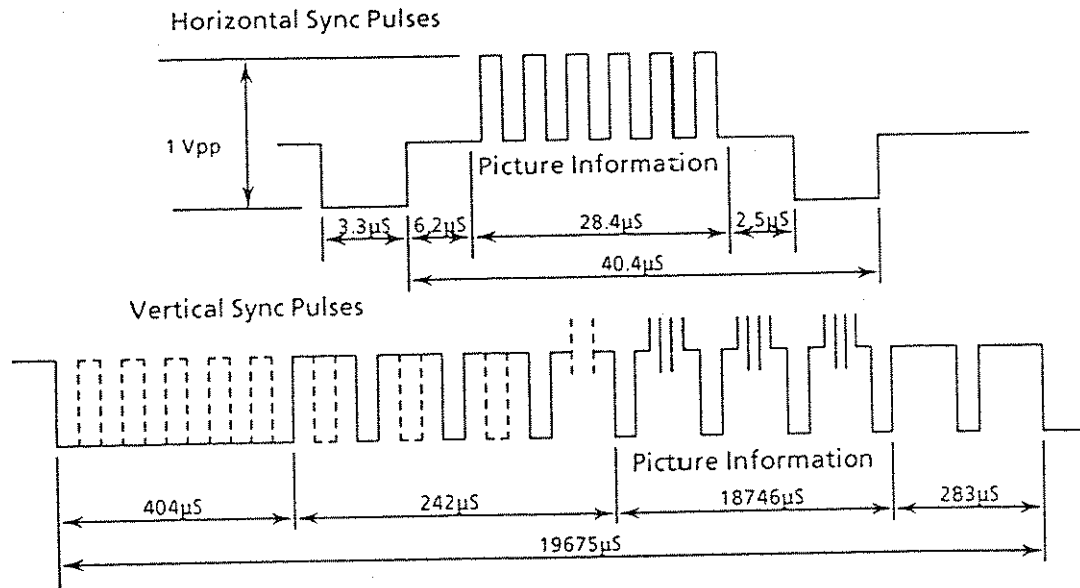 Horizontal Sync Pulses
1 Vpp
Picture Information
3.3µS 6.2µS 28.4µS 2.5µS
40.4µS
Vertical Sync Pulses
Picture Information
404µS 242µS 18746µS 283µS
19675µS